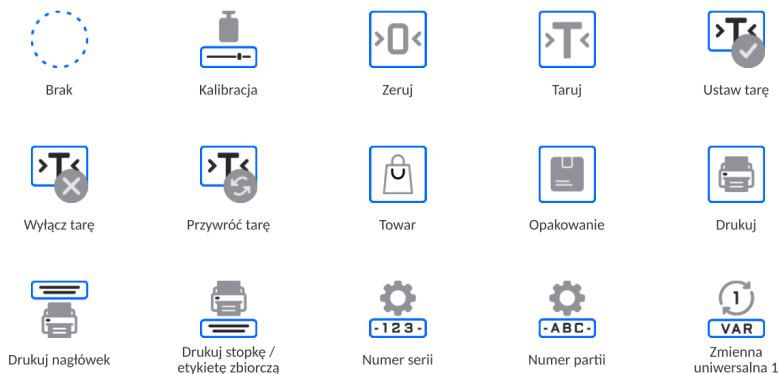 >0< >T< >T<
Brak Kalibracja Zeruj Taruj Ustaw tarę
>T< >T<
Wyłącz tarę Przywróć tarę Towar Opakowanie Drukuj
-123- -ABC- 1 VAR
Drukuj nagłówek Drukuj stopkę / Numer serii Numer partii Zmienna
etykietę zbiorczą uniwersalna 1